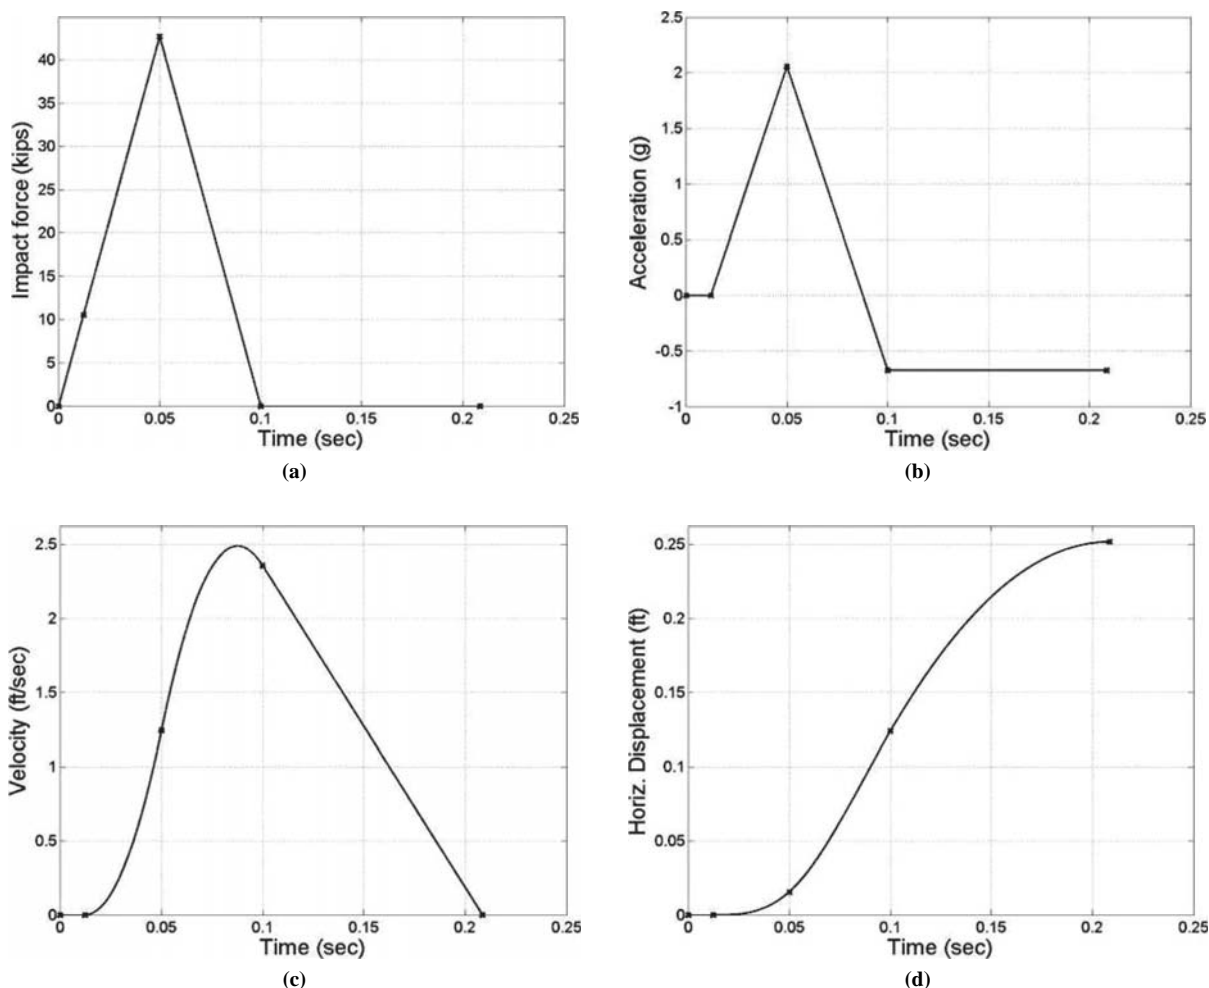 40
35
30
25
20
15
10
5
0
Impact force (kips)
0 0.05 0.1 0.15 0.2 0.25
Time (sec)
(a)
2.5
2
1.5
1
0.5
0
-0.5
-1
Acceleration (g)
0 0.05 0.1 0.15 0.2 0.25
Time (sec)
(b)
2.5
2
1.5
1
0.5
0
Velocity (ft/sec)
0 0.05 0.1 0.15 0.2 0.25
Time (sec)
(c)
0.25
0.2
0.15
0.1
0.05
0
Horiz. Displacement (ft)
0 0.05 0.1 0.15 0.2 0.25
Time (sec)
(d)